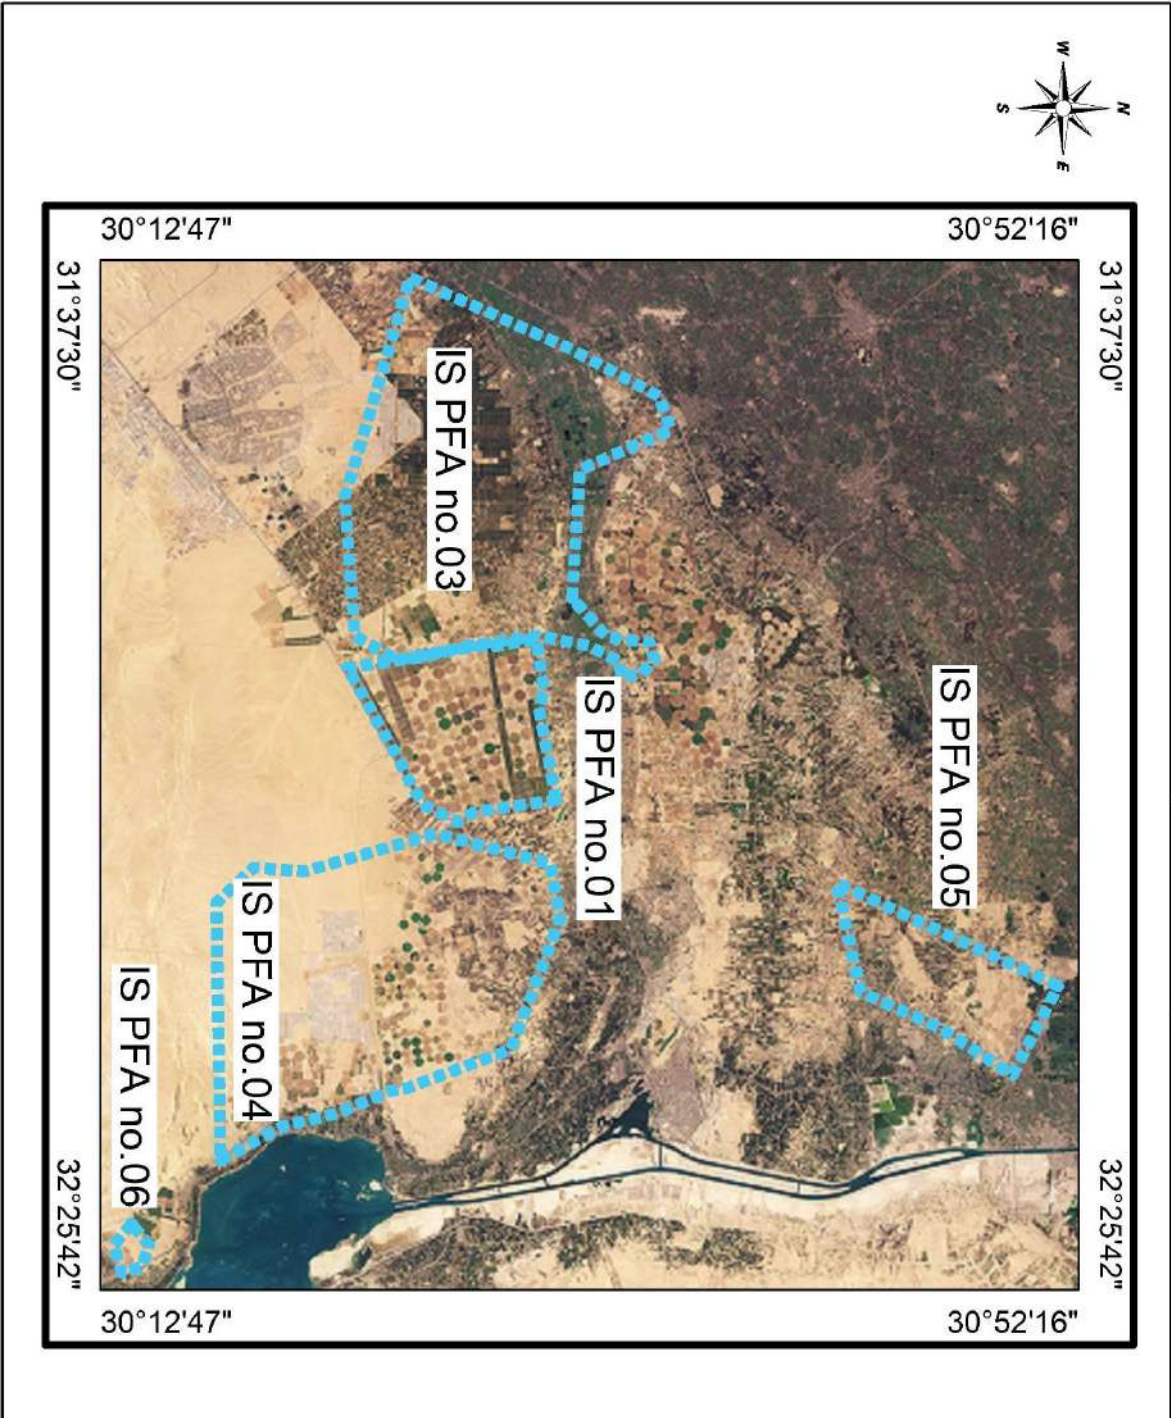 W
N
S
E
30°12'47"
30°52'16"
31°37'30"
31°37'30"
IS PFA no.03
IS PFA no.01
IS PFA no.05
IS PFA no.04
IS PFA no.06
32°25'42"
32°25'42"
30°12'47"
30°52'16"